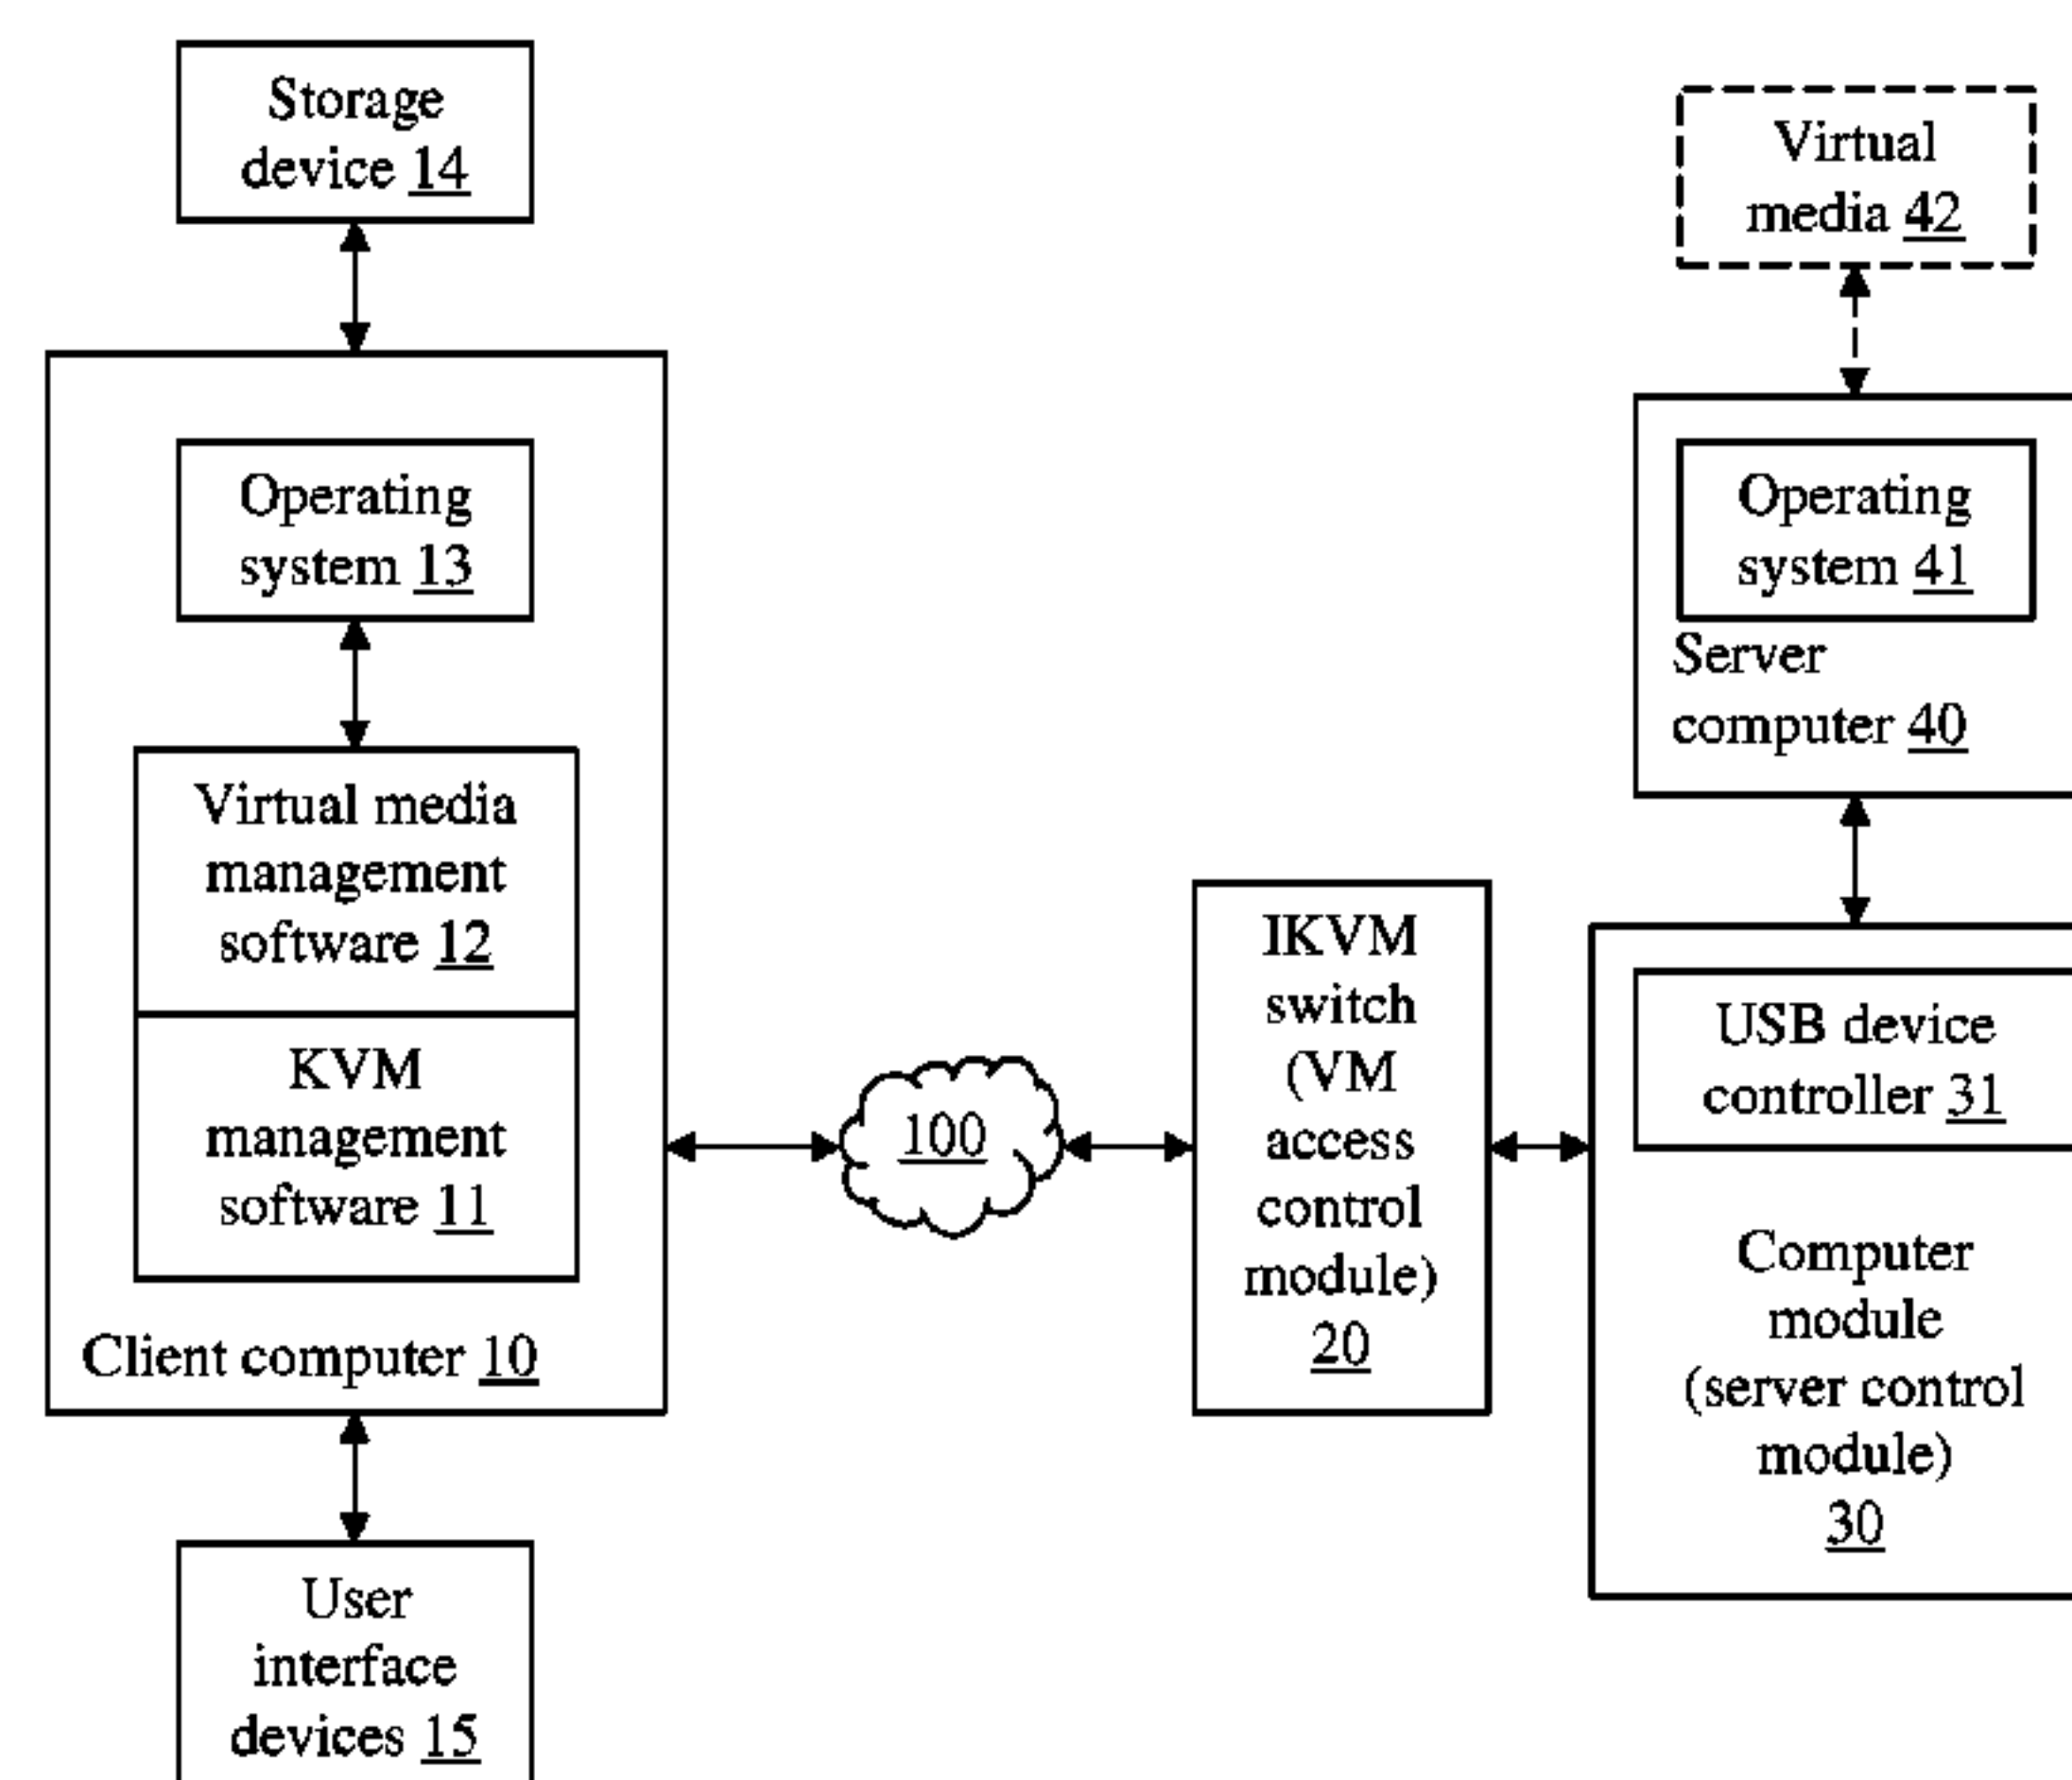 Storage
device 14
Operating
system 13
Virtual media
management
software 12
KVM
management
software 11
Client computer 10
User
interface
devices 15
100
IKVM
switch
(VM
access
control
module)
20
Virtual
media 42
Operating
system 41
Server
computer 40
USB device
controller 31
Computer
module
(server control
module)
30